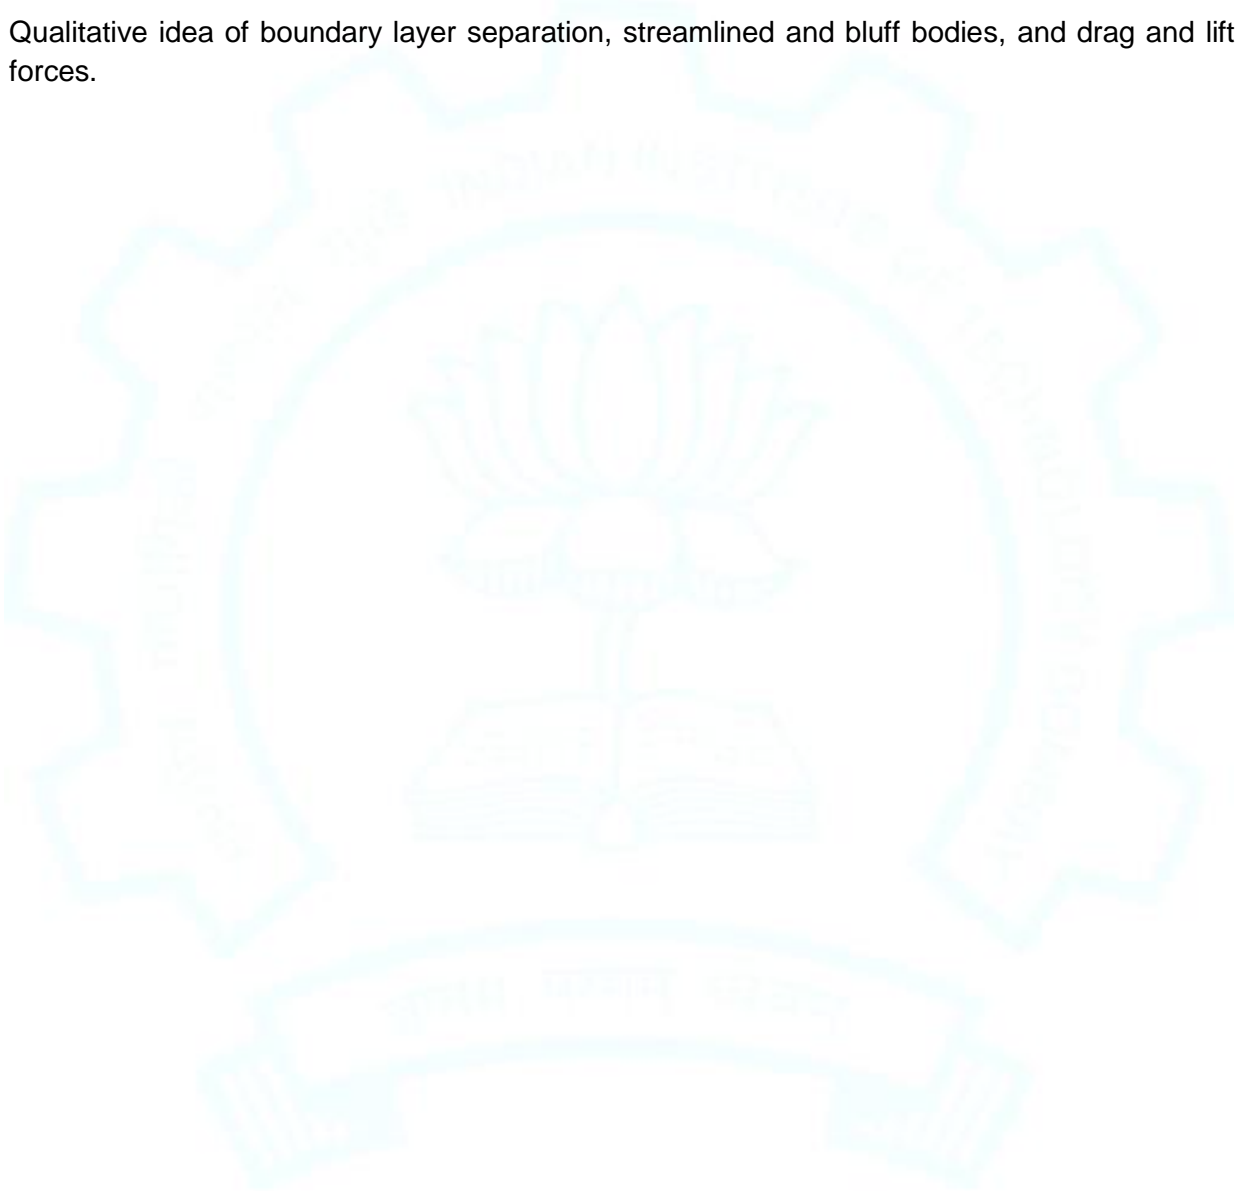 Qualitative idea of boundary layer separation, streamlined and bluff bodies, and drag and lift
forces.